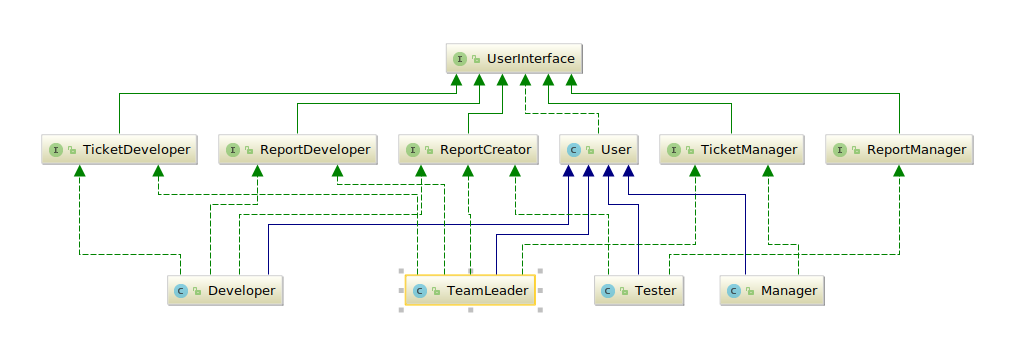 I UserInterface
I TicketDeveloper I ReportDeveloper I ReportCreator C User I TicketManager I ReportManager
C Developer C TeamLeader C Tester C Manager